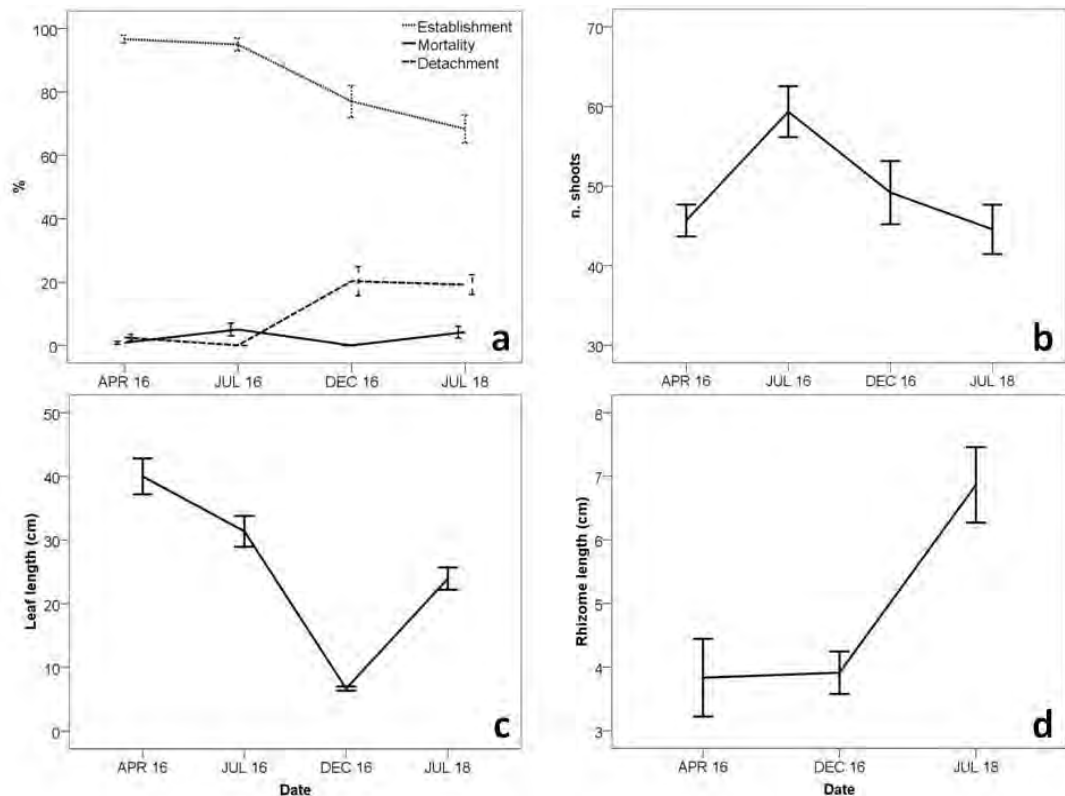 Establishment
Mortality
Detachment
100
80
60
40
20
0
%
APR 16 JUL 16 DEC 16 JUL 18
a
70
60
50
40
30
n. shoots
APR 16 JUL 16 DEC 16 JUL 18
b
50
40
30
20
10
0
Leaf length (cm)
APR 16 JUL 16 DEC 16 JUL 18
Date
c
8
7
6
5
4
3
Rhizome length (cm)
APR 16 DEC 16 JUL 18
Date
d